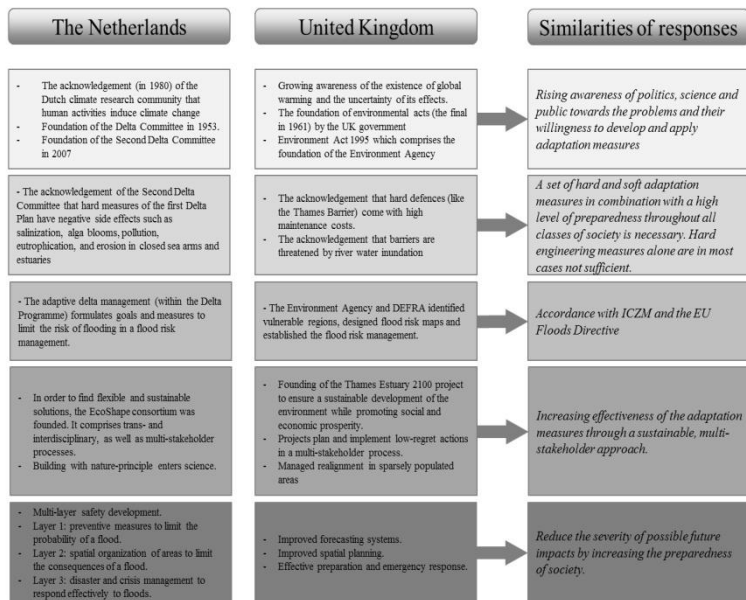 The Netherlands
United Kingdom
Similarities of responses
- The acknowledgement (in 1980) of the
Dutch climate research community that
human activities induce climate change
- Foundation of the Delta Committee in 1953.
- Foundation of the Second Delta Committee
in 2007
- Growing awareness of the existence of global
warming and the uncertainty of its effects.
- The foundation of environmental acts (the final
in 1961) by the UK government
- Environment Act 1995 which comprises the
foundation of the Environment Agency
Rising awareness of politics, science and
public towards the problems and their
willingness to develop and apply
adaptation measures
- The acknowledgement of the Second Delta
Committee that hard measures of the first Delta
Plan have negative side effects such as
salinization, alga blooms, pollution,
eutrophication, and erosion in closed sea arms and
estuaries
- The acknowledgement that hard defences (like
the Thames Barrier) come with high
maintenance costs.
- The acknowledgement that barriers are
threatened by river water inundation
A set of hard and soft adaptation
measures in combination with a high
level of preparedness throughout all
classes of society is necessary. Hard
engineering measures alone are in most
cases not sufficient.
- The adaptive delta management (within the Delta
Programme) formulates goals and measures to
limit the risk of flooding in a flood risk
management.
- The Environment Agency and DEFRA identified
vulnerable regions, designed flood risk maps and
established the flood risk management.
Accordance with ICZM and the EU
Floods Directive
- In order to find flexible and sustainable
solutions, the EcoShape consortium was
founded. It comprises trans- and
interdisciplinary, as well as multi-stakeholder
processes.
- Building with nature-principle enters science.
- Founding of the Thames Estuary 2100 project
to ensure a sustainable development of the
environment while promoting social and
economic prosperity.
- Projects plan and implement low-regret actions
in a multi-stakeholder process.
- Managed realignment in sparsely populated
areas
Increasing effectiveness of the adaptation
measures through a sustainable, multi-
stakeholder approach.
- Multi-layer safety development.
- Layer 1: preventive measures to limit the
probability of a flood.
- Layer 2: spatial organization of areas to limit
the consequences of a flood.
- Layer 3: disaster and crisis management to
respond effectively to floods.
- Improved forecasting systems.
- Improved spatial planning.
- Effective preparation and emergency response.
Reduce the severity of possible future
impacts by increasing the preparedness
of society.